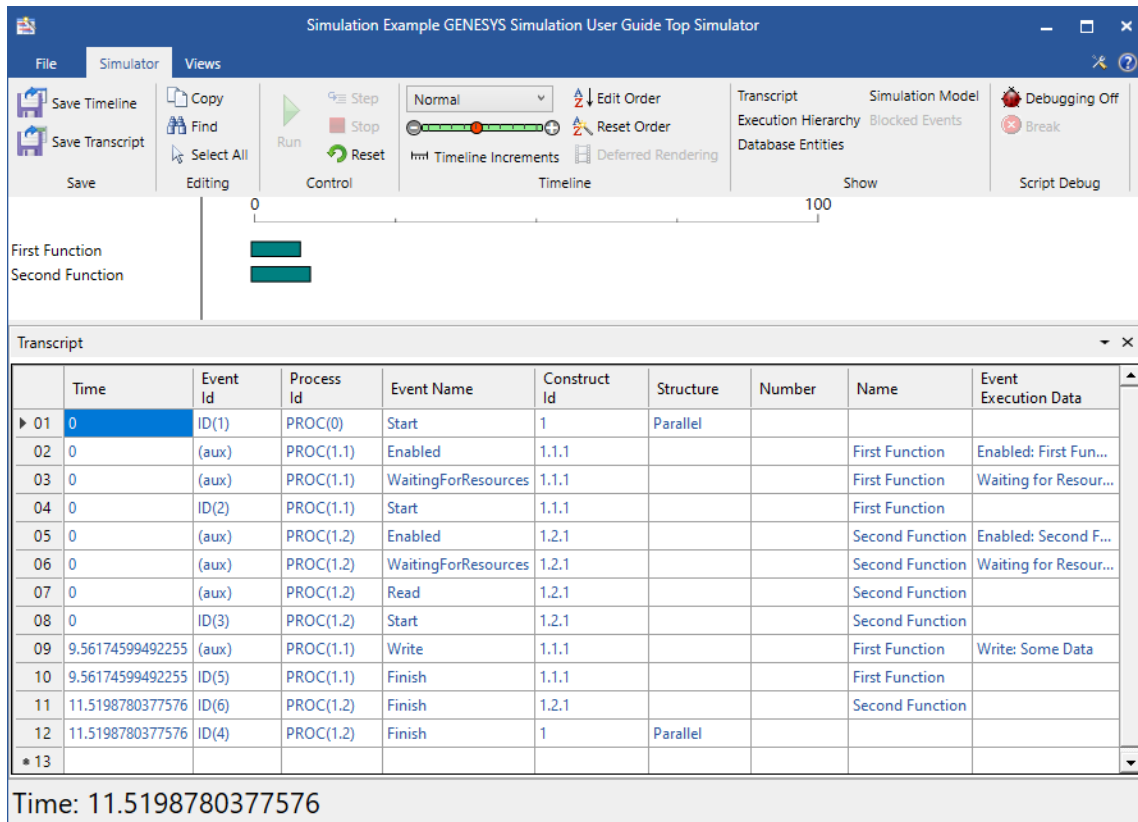 Simulation Example GENESYS Simulation User Guide Top Simulator
File Simulator Views
Save Timeline Copy Step Normal Edit Order Transcript Simulation Model Debugging Off
Find Execution Hierarchy Blocked Events Break
Save Transcript Run Stop Reset Order
Select All Reset Timeline Increments Deferred Rendering Database Entities
Save Editing Control Timeline Show Script Debug
0 100
First Function
Second Function
Transcript
Time Event Id Process Id Event Name Construct Id Structure Number Name Event Execution Data
01 0 ID(1) PROC(0) Start 1 Parallel
02 0 (aux) PROC(1.1) Enabled 1.1.1 First Function Enabled: First Fun...
03 0 (aux) PROC(1.1) WaitingForResources 1.1.1 First Function Waiting for Resour...
04 0 ID(2) PROC(1.1) Start 1.1.1 First Function
05 0 (aux) PROC(1.2) Enabled 1.2.1 Second Function Enabled: Second F...
06 0 (aux) PROC(1.2) WaitingForResources 1.2.1 Second Function Waiting for Resour...
07 0 (aux) PROC(1.2) Read 1.2.1 Second Function
08 0 ID(3) PROC(1.2) Start 1.2.1 Second Function
09 9.56174599492255 (aux) PROC(1.1) Write 1.1.1 First Function Write: Some Data
10 9.56174599492255 ID(5) PROC(1.1) Finish 1.1.1 First Function
11 11.5198780377576 ID(6) PROC(1.2) Finish 1.2.1 Second Function
12 11.5198780377576 ID(4) PROC(1.2) Finish 1 Parallel
13
Time: 11.5198780377576